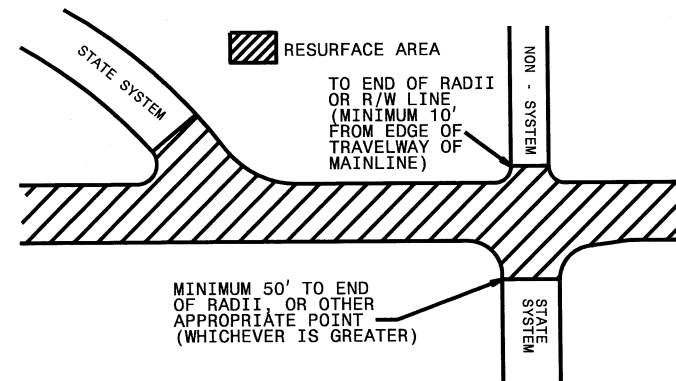 STATE SYSTEM
RESURFACE AREA
TO END OF RADII
OR R/W LINE
(MINIMUM 10'
FROM EDGE OF
TRAVELWAY OF
MAINLINE)
NON - SYSTEM
MINIMUM 50' TO END
OF RADII, OR OTHER
APPROPRIATE POINT
(WHICHEVER IS GREATER)
STATE
SYSTEM